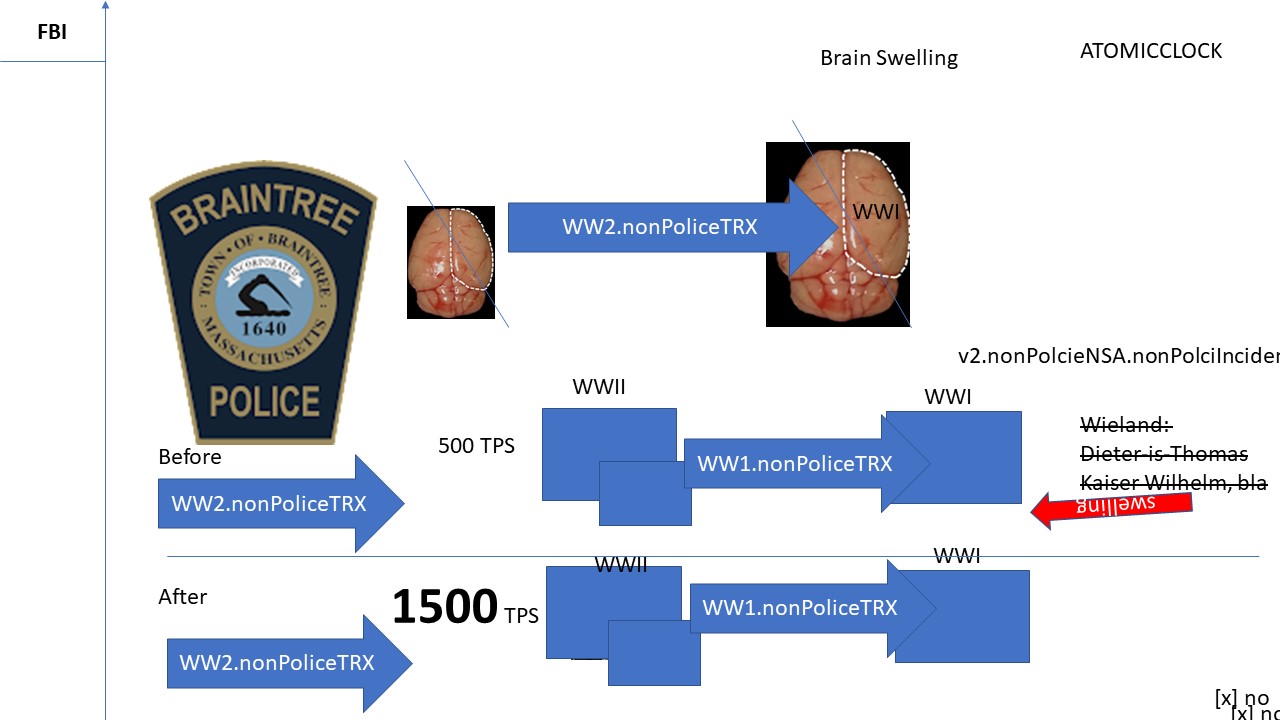 FBI
Brain Swelling
ATOMICCLOCK
BRAINTREE
TOWN OF BRAINTREE
INCORPORATED
1640
MASSACHUSETTS
POLICE
WW2.nonPoliceTRX
WWI
v2.nonPolcieNSA.nonPolciInciden
WWII
WWI
500 TPS
WW1.nonPoliceTRX
Wieland:
Dieter-is-Thomas
Kaiser Wilhelm, bla
swelling
Before
WW2.nonPoliceTRX
WWII
WWI
After
1500 TPS
WW1.nonPoliceTRX
WW2.nonPoliceTRX
[x] no
[x] no